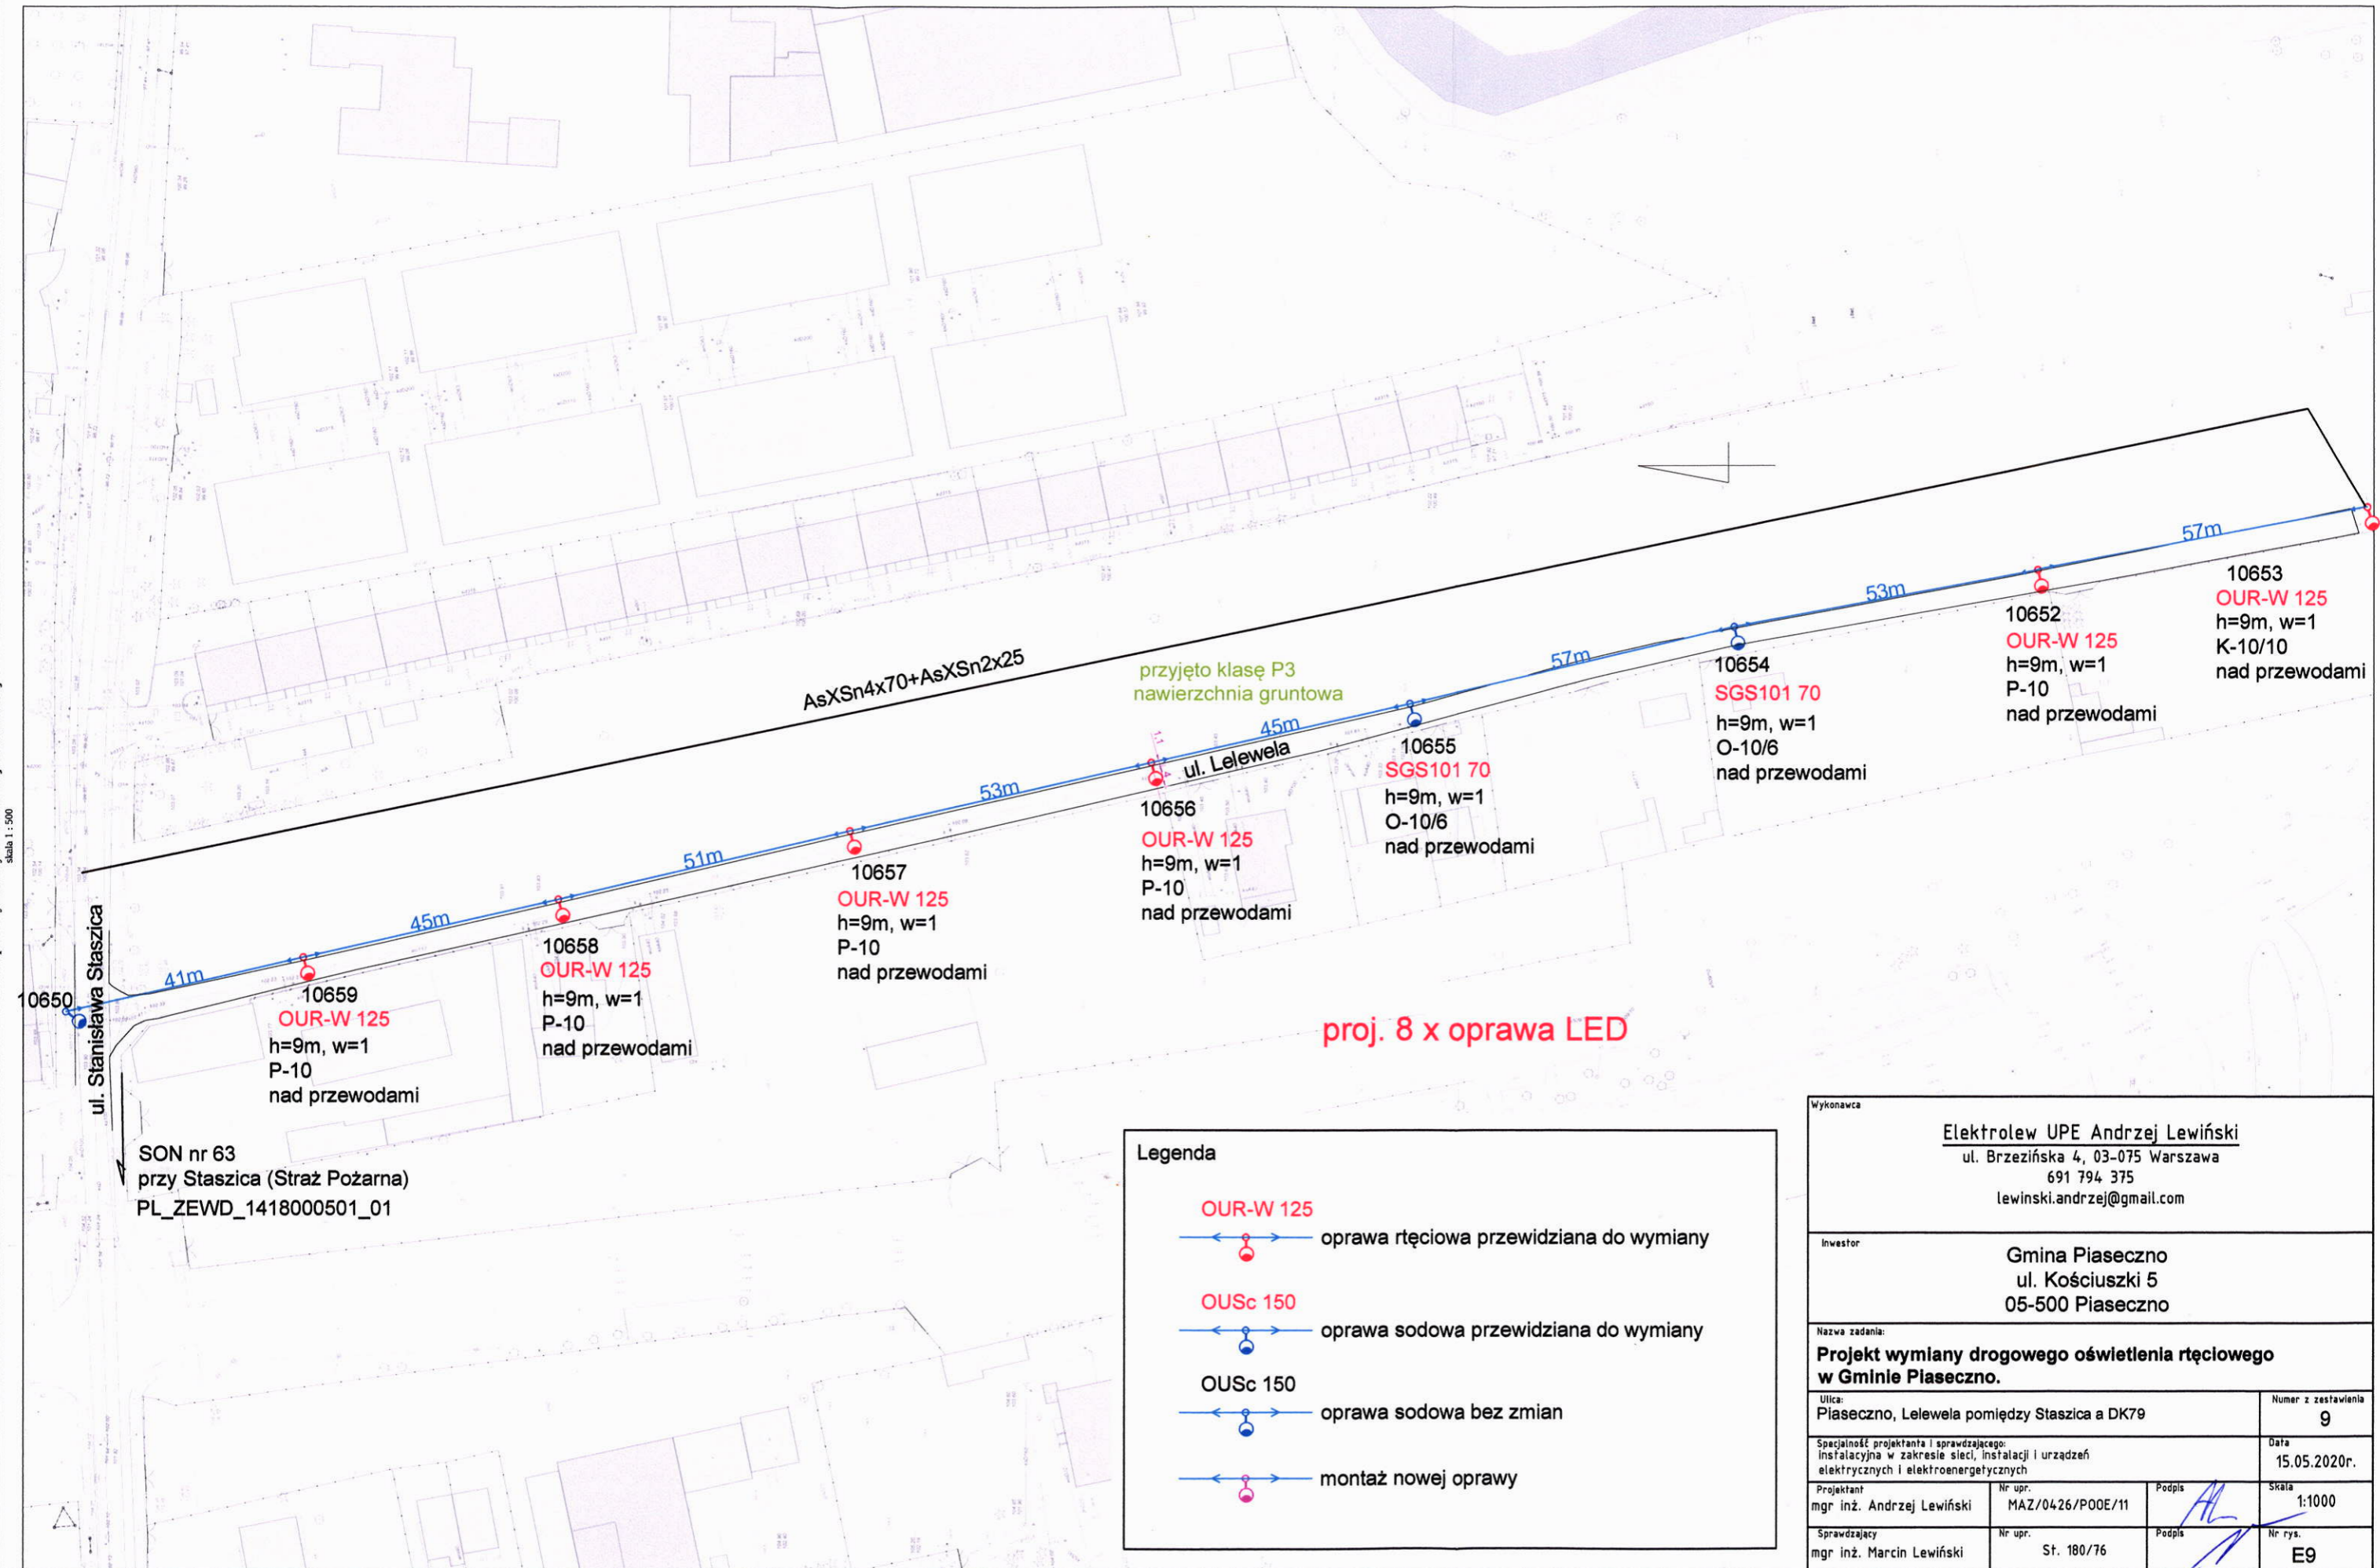 skala 1 : 500
AsXSn4x70+AsXSn2x25
przyjęto klasę P3
nawierzchnia gruntowa
ul. Lelewela
ul. Stanisława Staszica
41m
45m
51m
53m
45m
57m
53m
57m
1,1
4
10650
10659
OUR-W 125
h=9m, w=1
P-10
nad przewodami
10658
OUR-W 125
h=9m, w=1
P-10
nad przewodami
10657
OUR-W 125
h=9m, w=1
P-10
nad przewodami
10656
OUR-W 125
h=9m, w=1
P-10
nad przewodami
10655
SGS101 70
h=9m, w=1
O-10/6
nad przewodami
10654
SGS101 70
h=9m, w=1
O-10/6
nad przewodami
10652
OUR-W 125
h=9m, w=1
P-10
nad przewodami
10653
OUR-W 125
h=9m, w=1
K-10/10
nad przewodami
proj. 8 x oprawa LED
SON nr 63
przy Staszica (Straż Pożarna)
PL_ZEWD_1418000501_01
Legenda
OUR-W 125
oprawa rtęciowa przewidziana do wymiany
OUSc 150
oprawa sodowa przewidziana do wymiany
OUSc 150
oprawa sodowa bez zmian
montaż nowej oprawy
Wykonawca
Elektrolew UPE Andrzej Lewiński
ul. Brzezińska 4, 03-075 Warszawa
691 794 375
lewinski.andrzej@gmail.com
Inwestor
Gmina Piaseczno
ul. Kościuszki 5
05-500 Piaseczno
Nazwa zadania:
Projekt wymiany drogowego oświetlenia rtęciowego
w Gminie Piaseczno.
Ulica:
Piaseczno, Lelewela pomiędzy Staszica a DK79
Numer z zestawienia
9
Specjalność projektanta i sprawdzającego:
instalacyjna w zakresie sieci, instalacji i urządzeń
elektrycznych i elektroenergetycznych
Data
15.05.2020r.
Projektant
mgr inż. Andrzej Lewiński
Nr upr.
MAZ/0426/POOE/11
Podpis
Skala
1:1000
Sprawdzający
mgr inż. Marcin Lewiński
Nr upr.
St. 180/76
Podpis
Nr rys.
E9